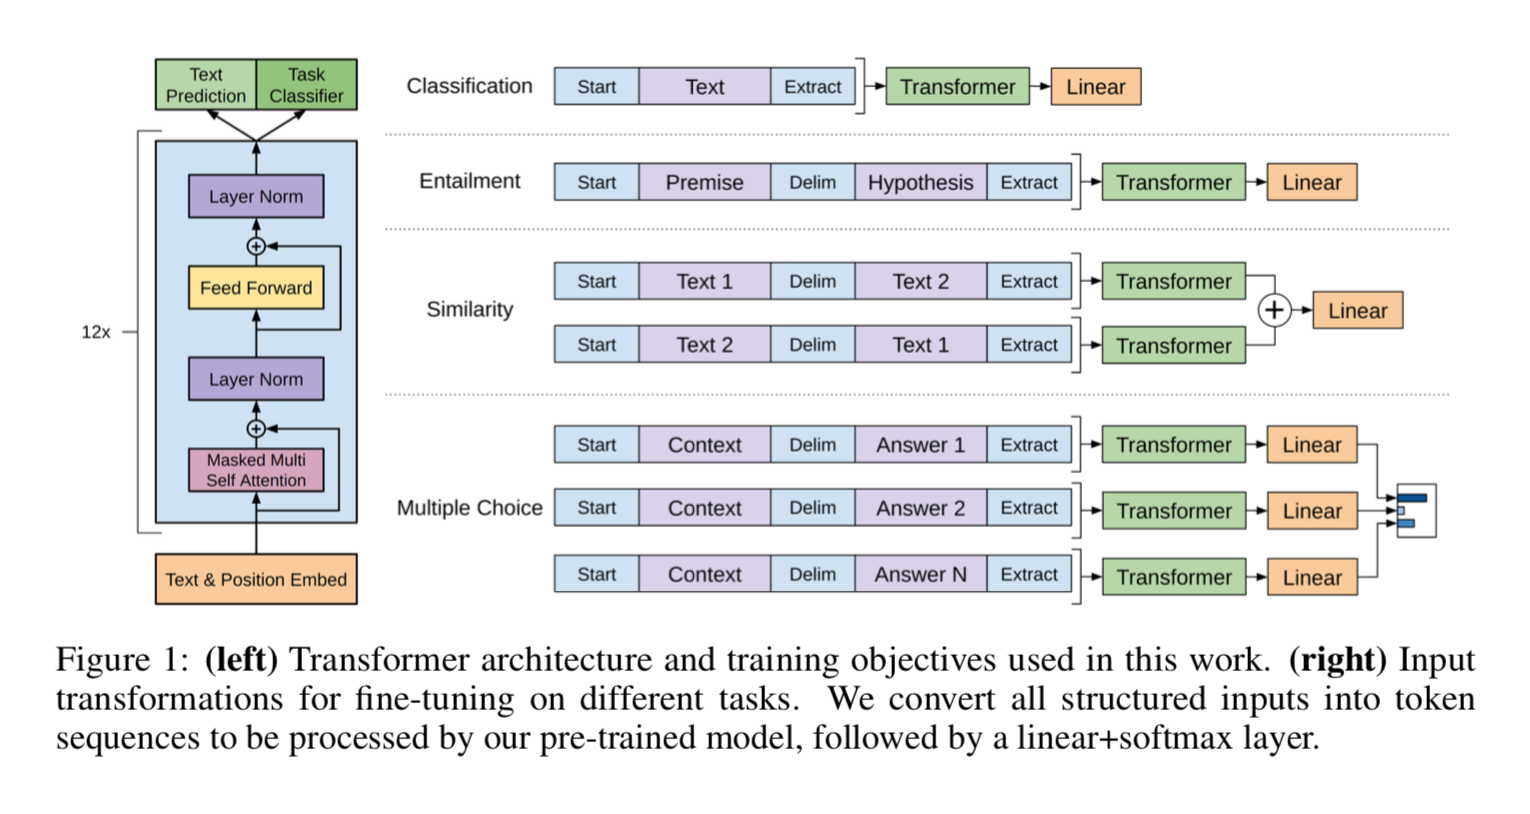 Text
Prediction
Task
Classifier
12x
Layer Norm
+
Feed Forward
Layer Norm
+
Masked Multi
Self Attention
Text & Position Embed
Classification Start Text Extract Transformer Linear
Entailment Start Premise Delim Hypothesis Extract Transformer Linear
Similarity
Start Text 1 Delim Text 2 Extract Transformer
Start Text 2 Delim Text 1 Extract Transformer
+ Linear
Multiple Choice
Start Context Delim Answer 1 Extract Transformer Linear
Start Context Delim Answer 2 Extract Transformer Linear
Start Context Delim Answer N Extract Transformer Linear
Figure 1: (left) Transformer architecture and training objectives used in this work. (right) Input
transformations for fine-tuning on different tasks. We convert all structured inputs into token
sequences to be processed by our pre-trained model, followed by a linear+softmax layer.